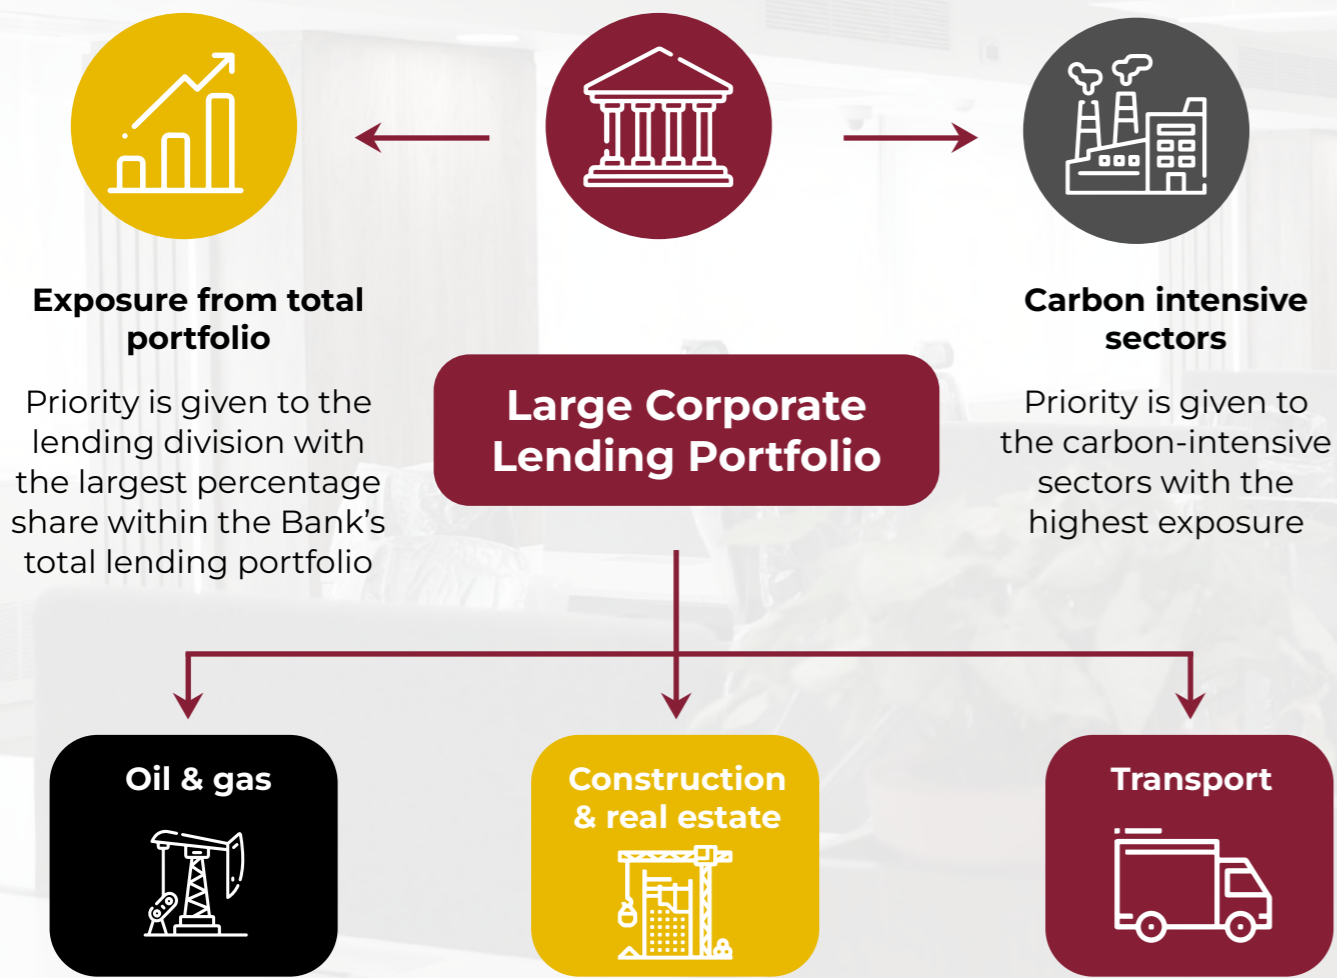 Exposure from total
portfolio
Priority is given to the
lending division with
the largest percentage
share within the Bank’s
total lending portfolio
Large Corporate
Lending Portfolio
Carbon intensive
sectors
Priority is given to
the carbon-intensive
sectors with the
highest exposure
Oil & gas
Construction
& real estate
Transport